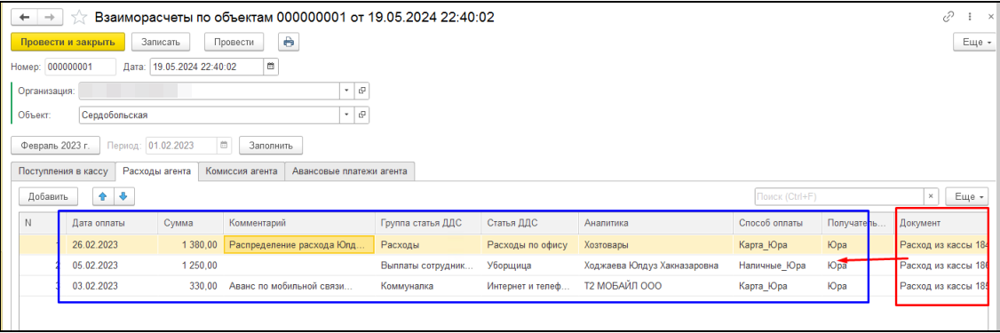 Взаиморасчеты по объектам 000000001 от 19.05.2024 22:40:02
Провести и закрыть Записать Провести Еще
Номер: 000000001 Дата: 19.05.2024 22:40:02
Организация:
Объект: Сердобольская
Февраль 2023 г. Период: 01.02.2023 Заполнить
Поступления в кассу Расходы агента Комиссия агента Авансовые платежи агента
Добавить Поиск (Ctrl+F) × Еще
N Дата оплаты Сумма Комментарий Группа статья ДДС Статья ДДС Аналитика Способ оплаты Получатель... Документ
1 26.02.2023 1 380,00 Распределение расхода Юлд... Расходы Расходы по офису Хозтовары Карта_Юра Юра Расход из кассы 184
2 05.02.2023 1 250,00 Выплаты сотрудник... Уборщица Ходжаева Юлдуз Хакназаровна Наличные_Юра Юра Расход из кассы 186
3 03.02.2023 330,00 Аванс по мобильной связи... Коммуналка Интернет и телеф... Т2 МОБАЙЛ ООО Карта_Юра Юра Расход из кассы 185